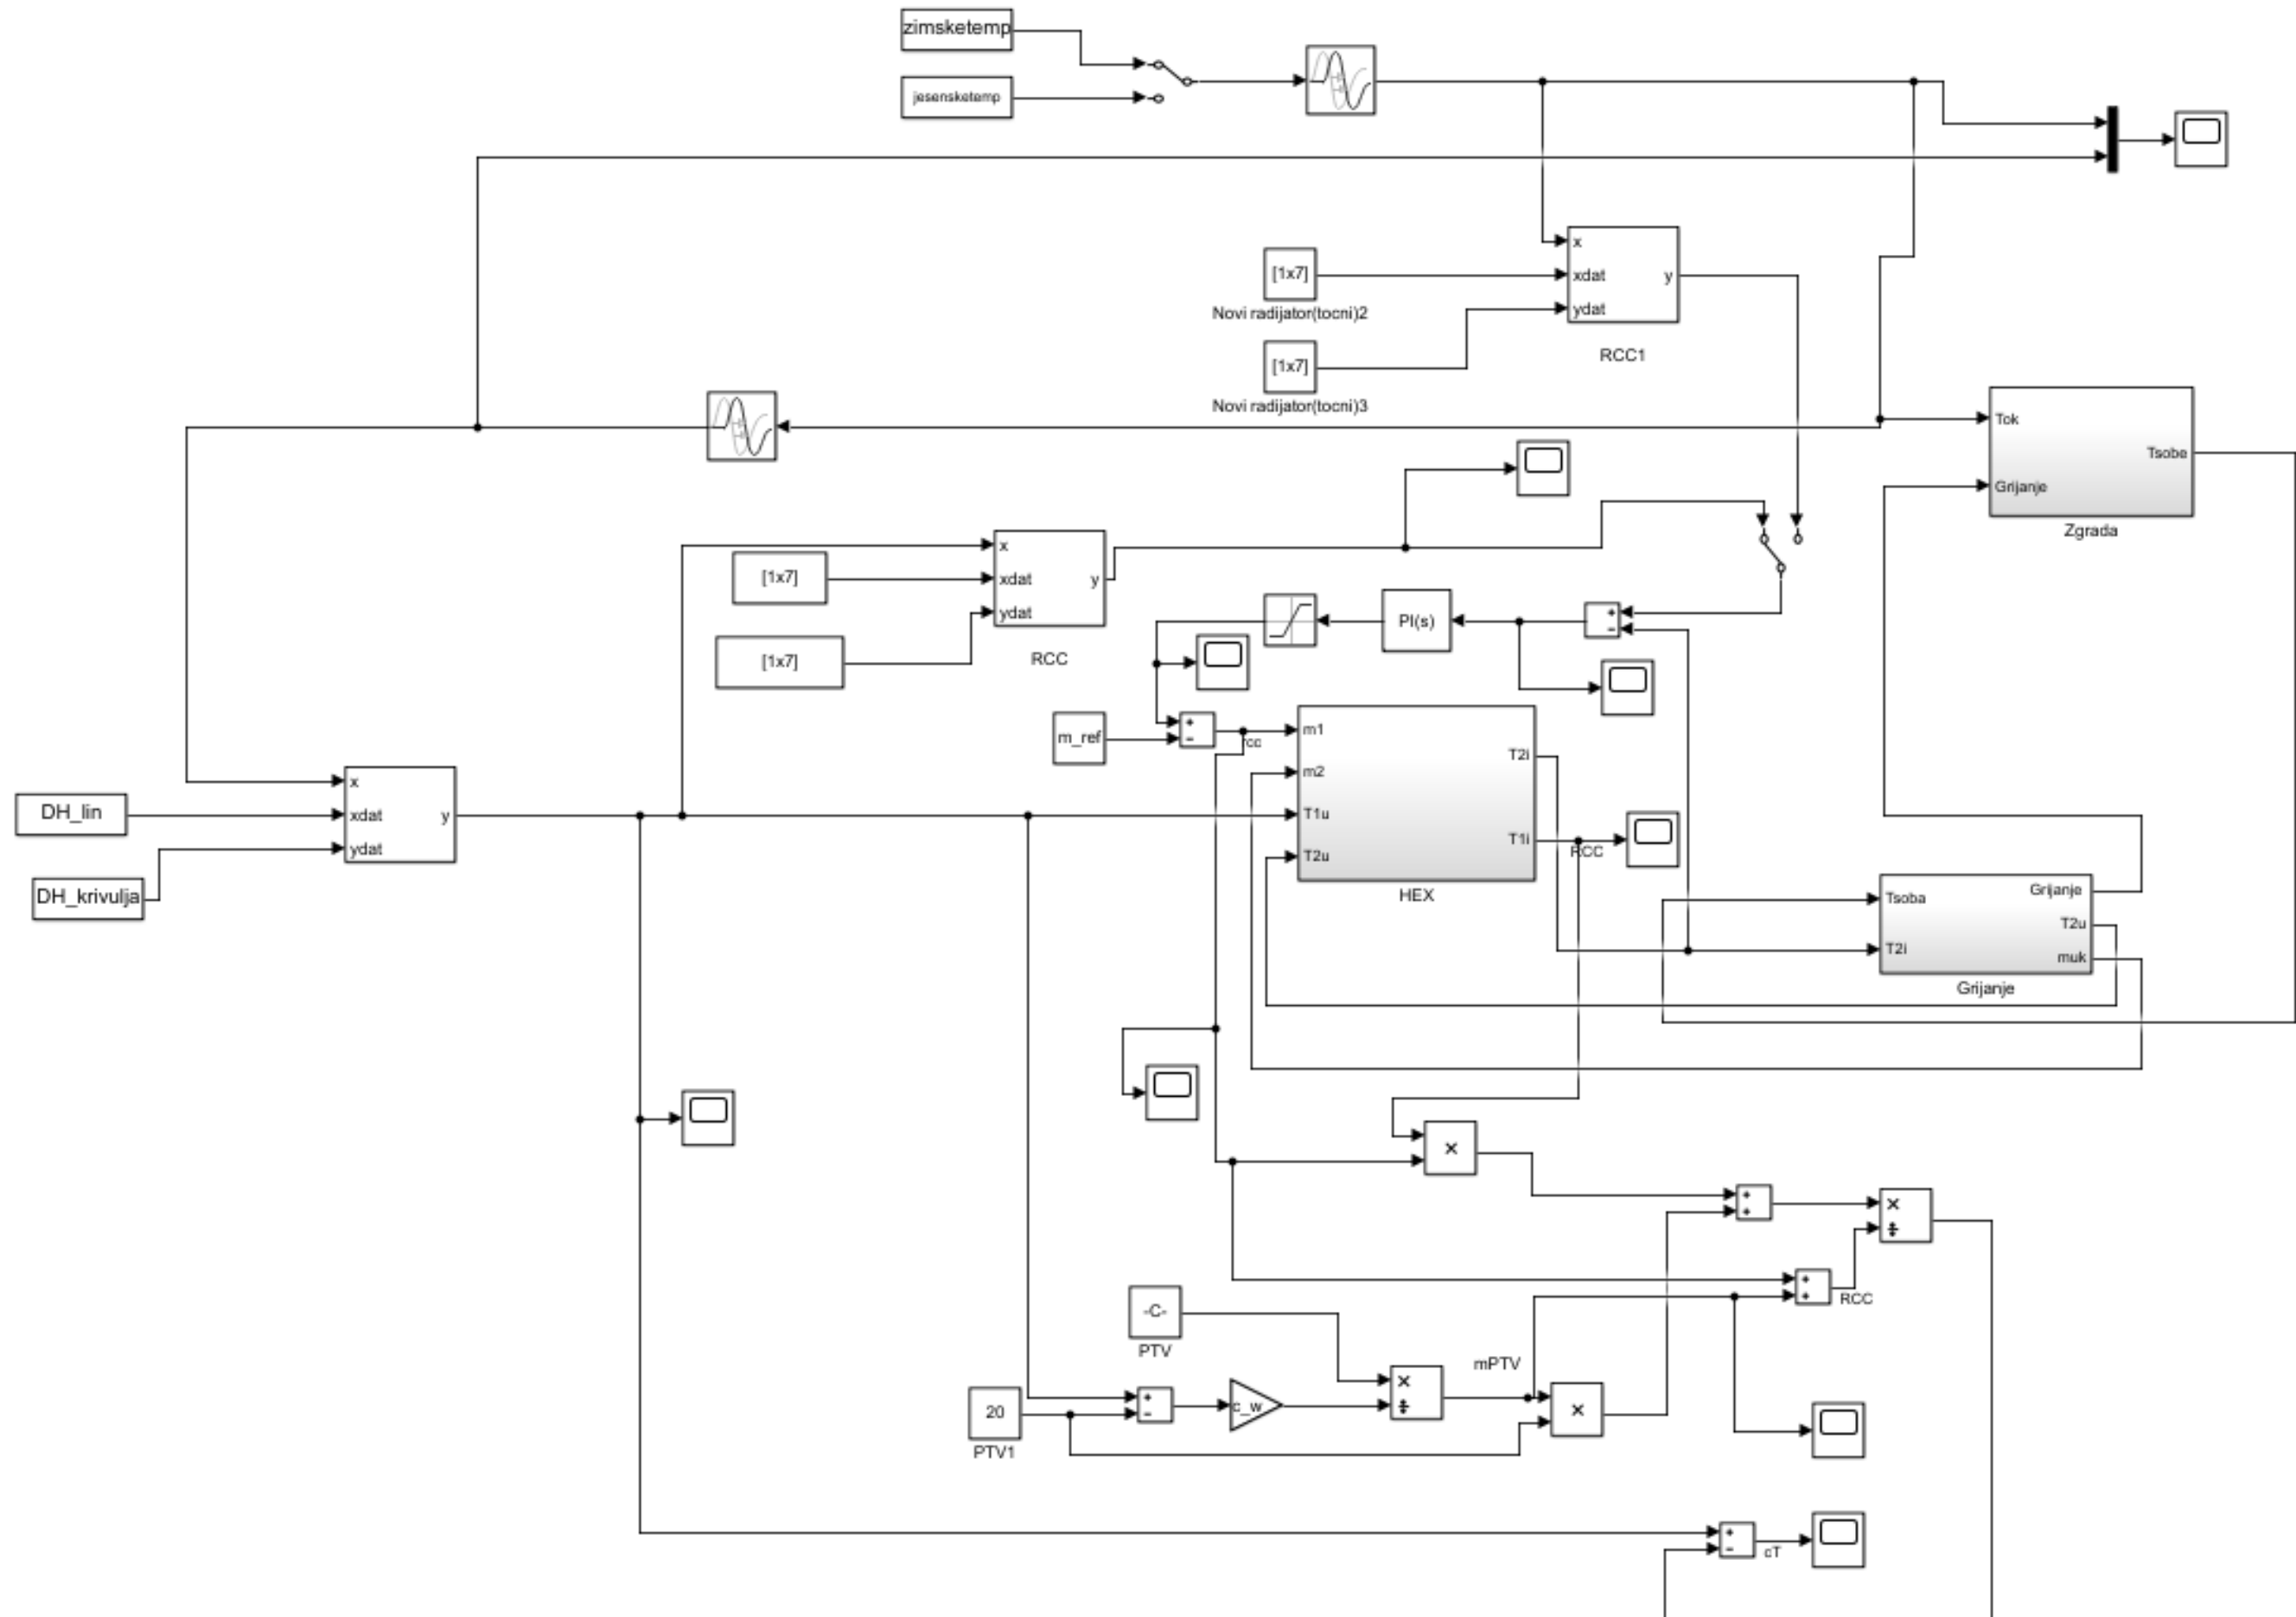 zimsketemp
jesensketemp
x
[1x7]
xdat
y
Novi radijator(tocni)2
ydat
[1x7]
RCC1
Novi radijator(tocni)3
Tok
Tsobe
Grijanje
Zgrada
x
[1x7]
xdat
y
ydat
[1x7]
RCC
PI(s)
+
−
m_ref
+
−
rcc
m1
T2i
m2
T1u
T1i
RCC
T2u
HEX
x
DH_lin
xdat
y
ydat
DH_krivulja
Tsoba
Grijanje
T2u
T2i
muk
Grijanje
×
+
+
×
÷
+
+
RCC
-C-
PTV
mPTV
×
÷
20
+
−
c_w
×
PTV1
+
−
cT